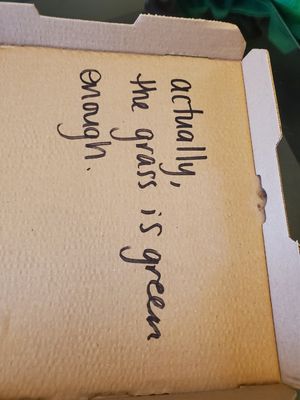 actually,
the grass is green
enough.